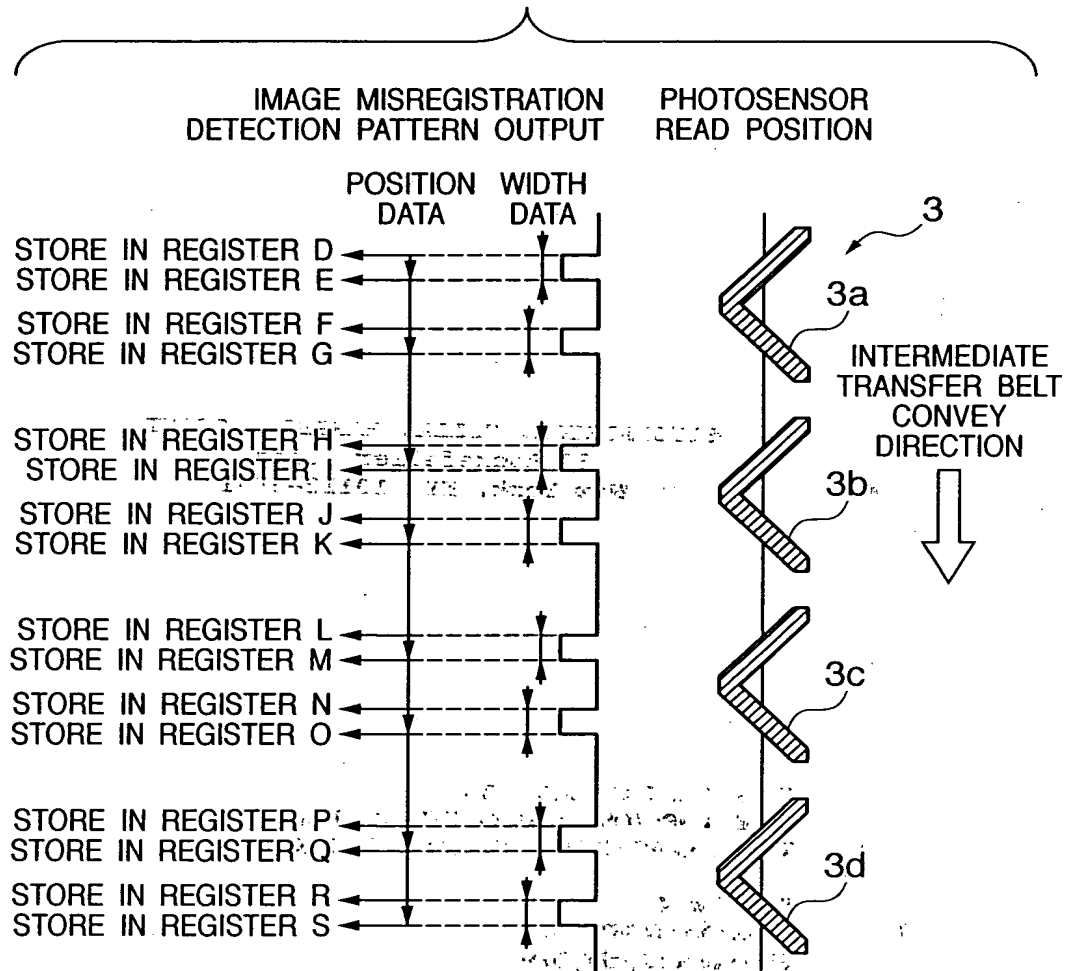 IMAGE MISREGISTRATION
DETECTION PATTERN OUTPUT
PHOTOSENSOR
READ POSITION
POSITION
DATA
WIDTH
DATA
STORE IN REGISTER D
STORE IN REGISTER E
STORE IN REGISTER F
STORE IN REGISTER G
STORE IN REGISTER H
STORE IN REGISTER I
STORE IN REGISTER J
STORE IN REGISTER K
STORE IN REGISTER L
STORE IN REGISTER M
STORE IN REGISTER N
STORE IN REGISTER O
STORE IN REGISTER P
STORE IN REGISTER Q
STORE IN REGISTER R
STORE IN REGISTER S
3
3a
INTERMEDIATE
TRANSFER BELT
CONVEY
DIRECTION
3b
3c
3d